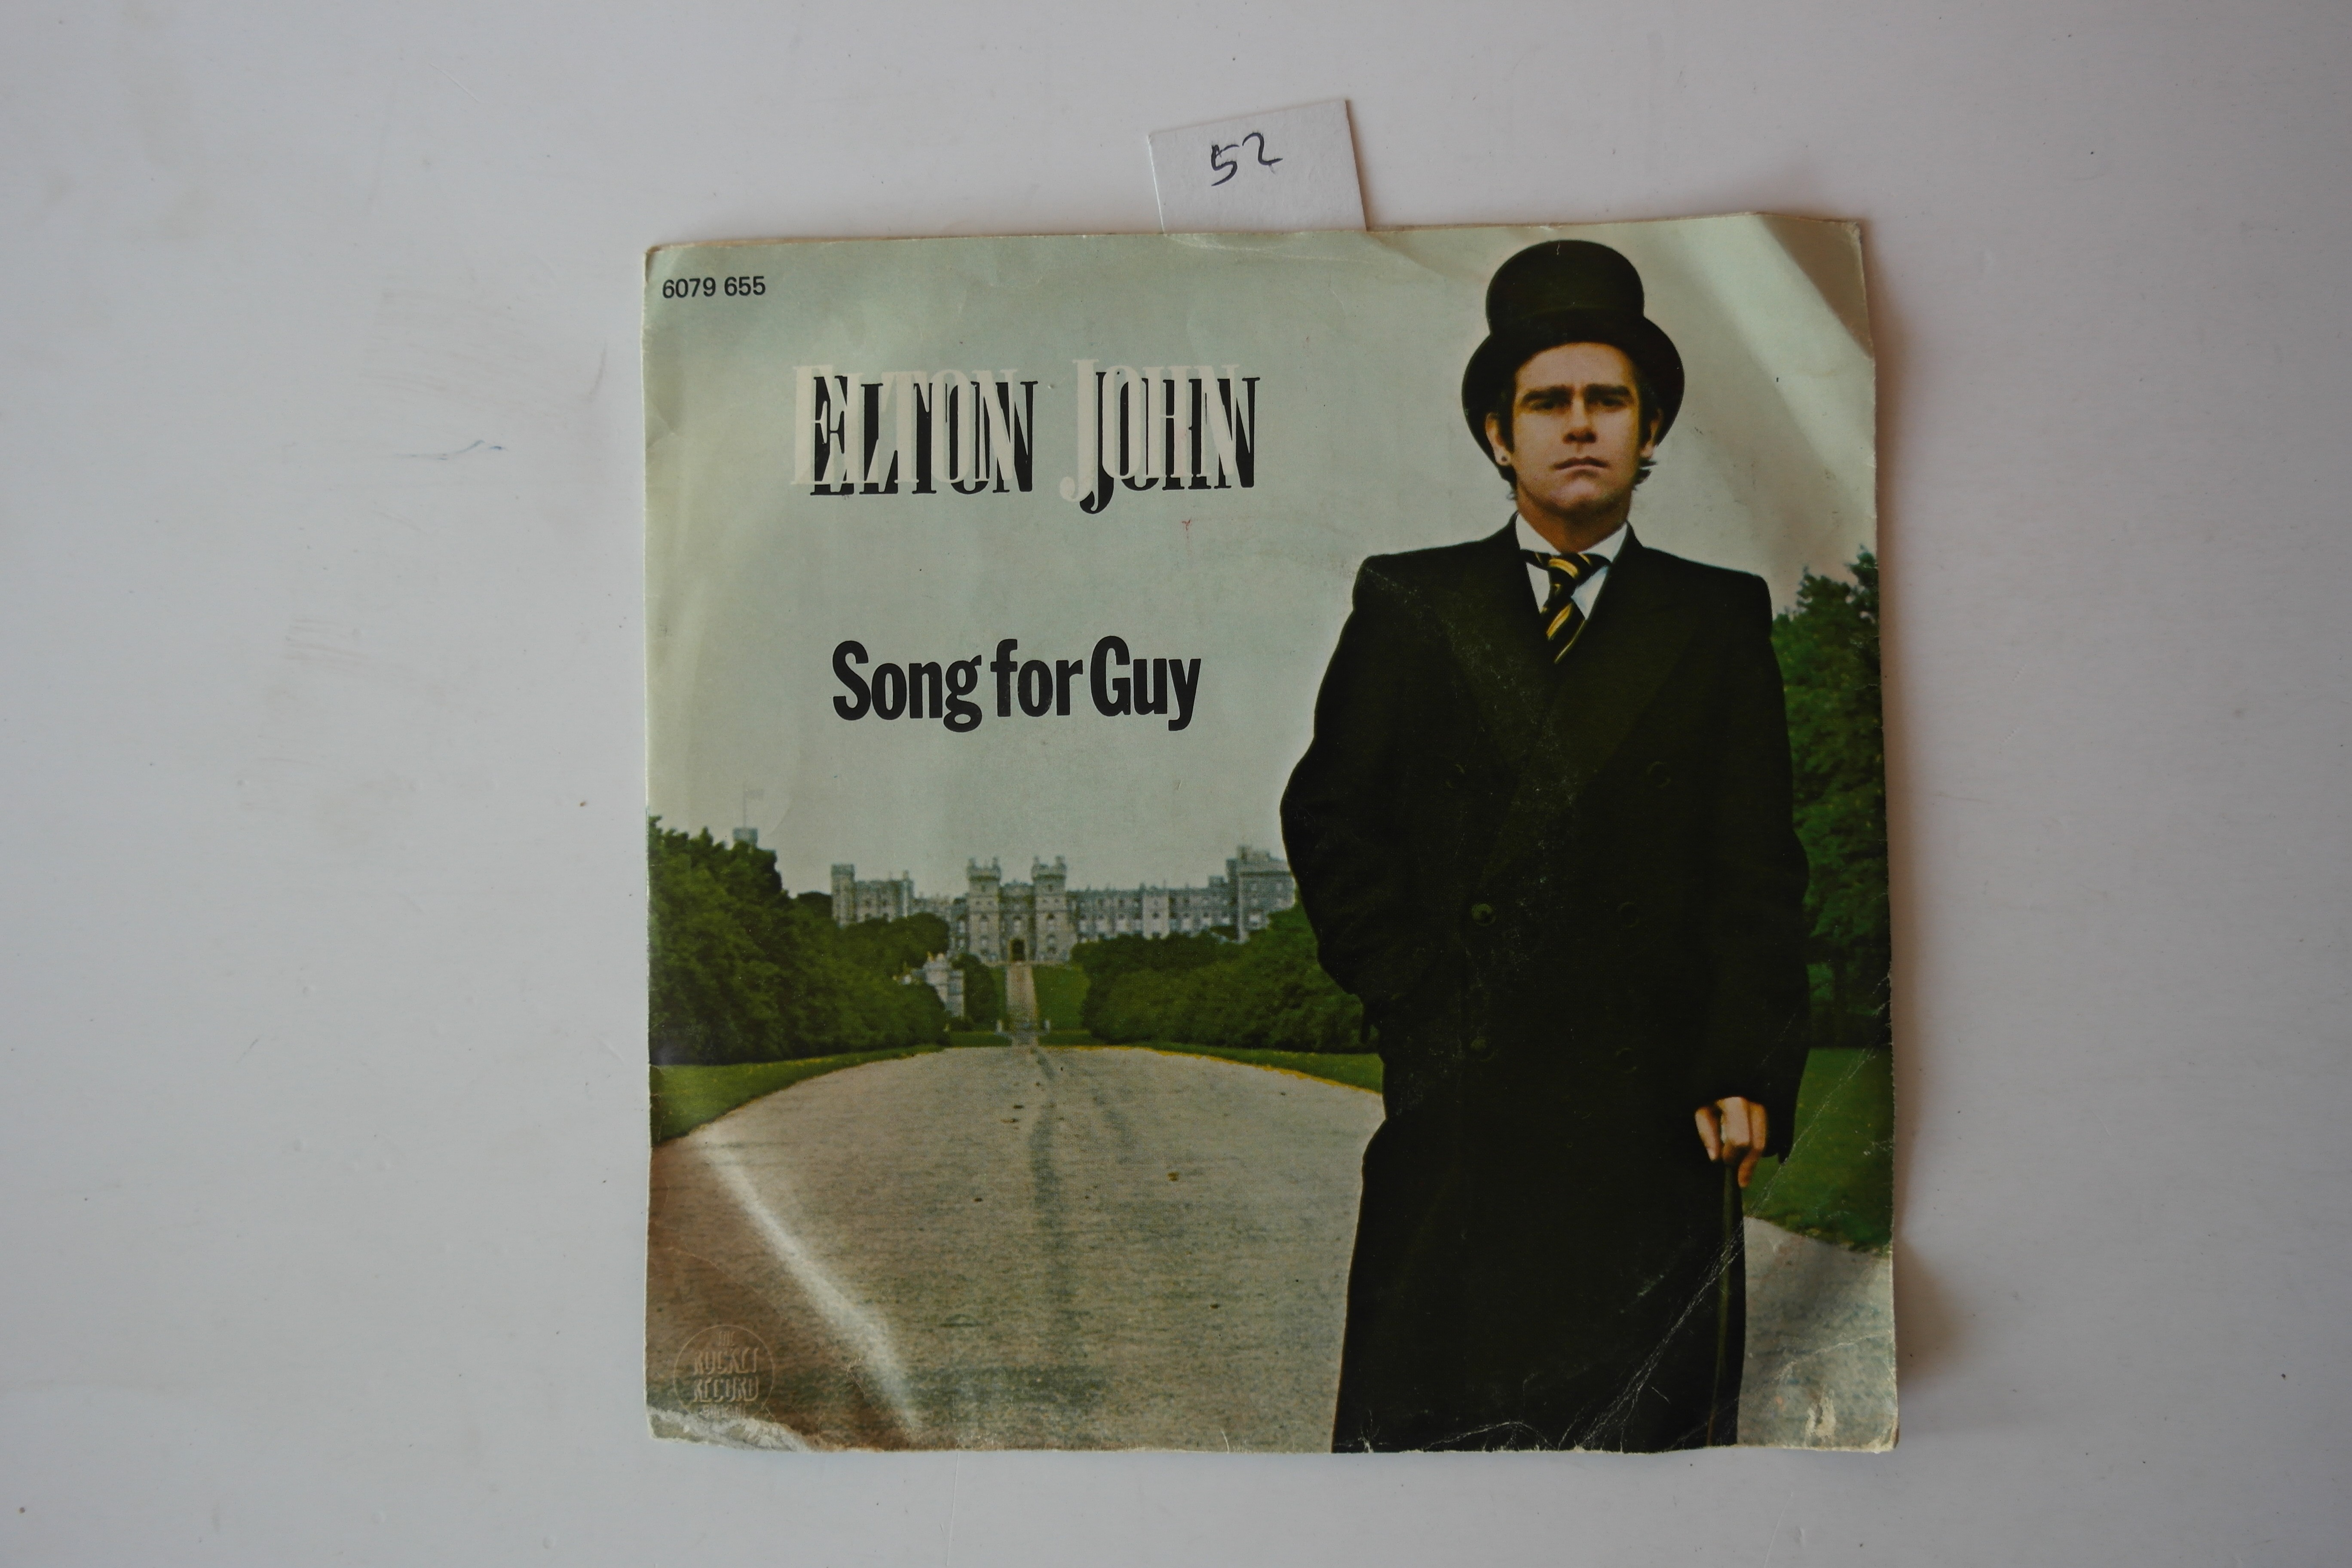 52
6079 655
ELTON JOHN
Song for Guy
THE
ROCKET
RECORD